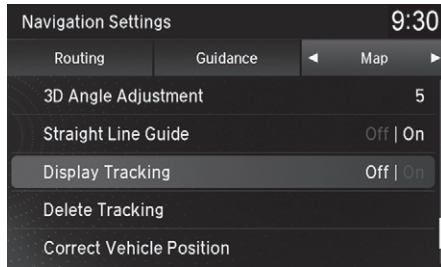 Navigation Settings 9:30
Routing Guidance ◄ Map ►
3D Angle Adjustment 5
Straight Line Guide Off | On
Display Tracking Off | On
Delete Tracking
Correct Vehicle Position